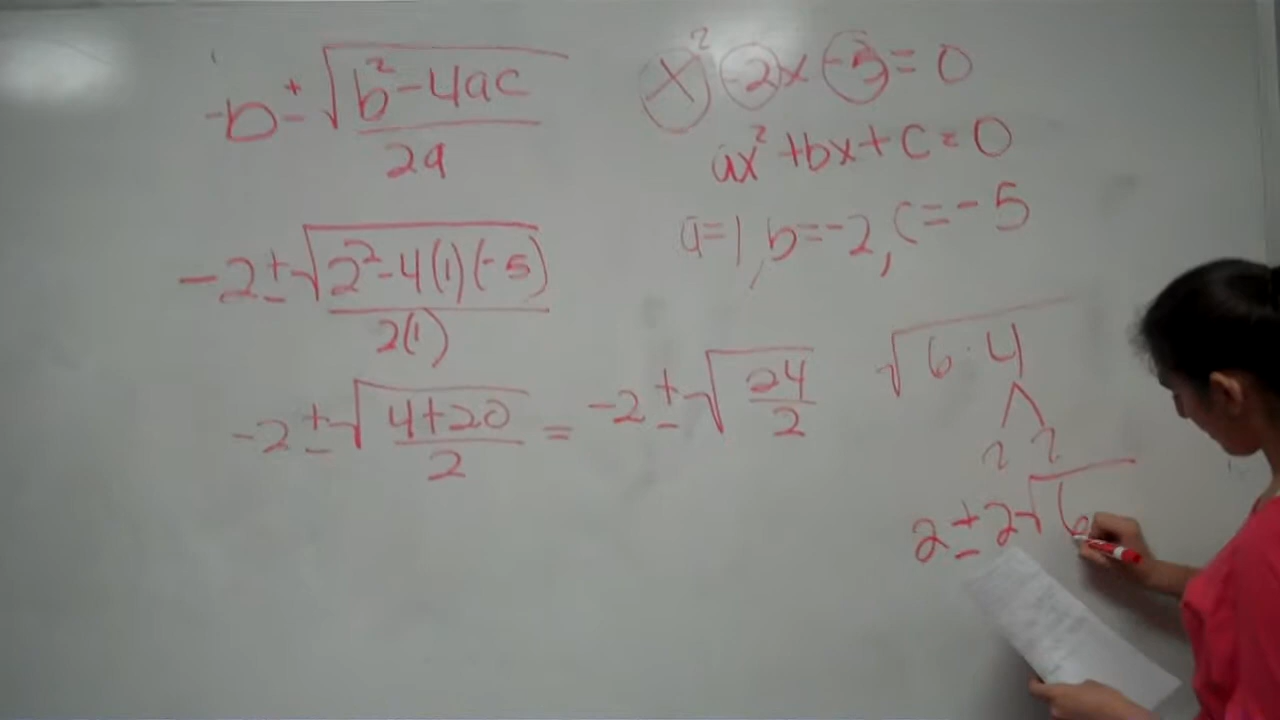 -b ± √(b² - 4ac) / 2a
x² - 2x - 5 = 0
ax² + bx + c = 0
a = 1, b = -2, c = -5
-2 ± √(2² - 4(1)(-5)) / 2(1)
-2 ± √(4 + 20 / 2) = -2 ± √(24 / 2)
√(6 · 4)
2 2
2 ± 2√6